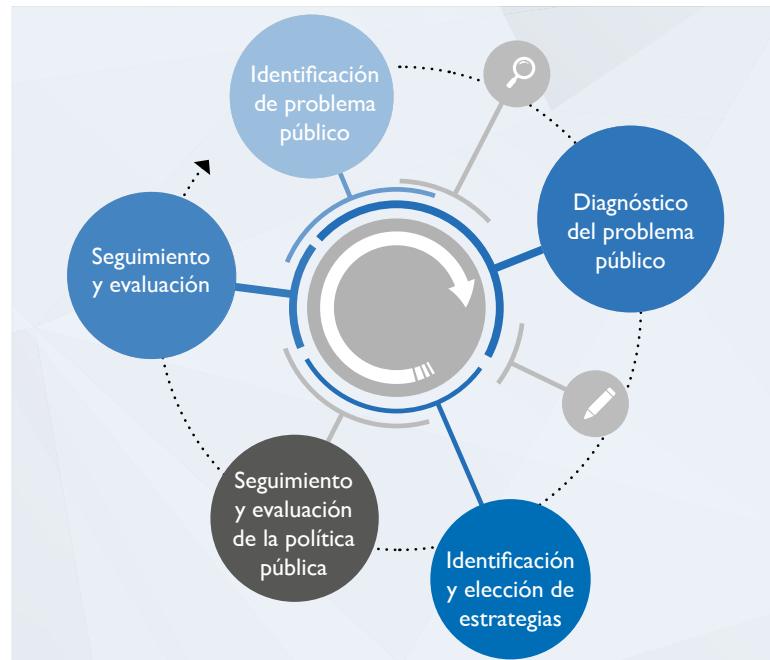 Identificación
de problema
público
Diagnóstico
del problema
público
Identificación
y elección de
estrategias
Seguimiento
y evaluación
de la política
pública
Seguimiento
y evaluación